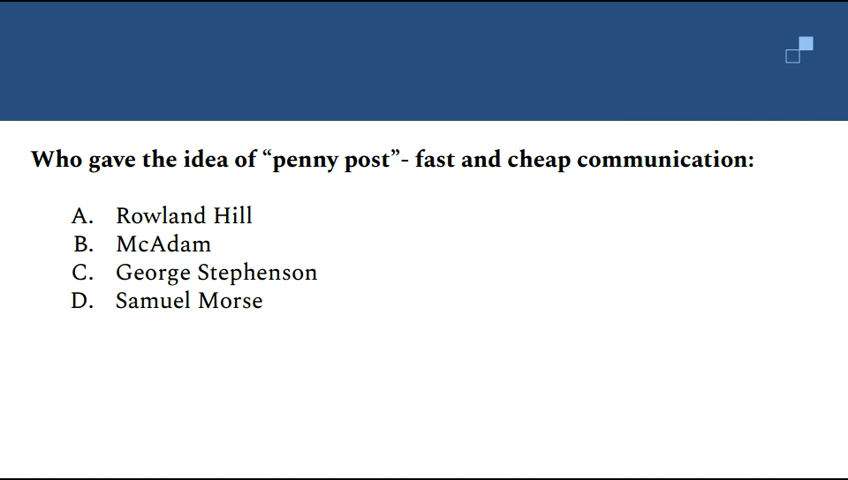 Who gave the idea of “penny post”- fast and cheap communication:
A. Rowland Hill
B. McAdam
C. George Stephenson
D. Samuel Morse